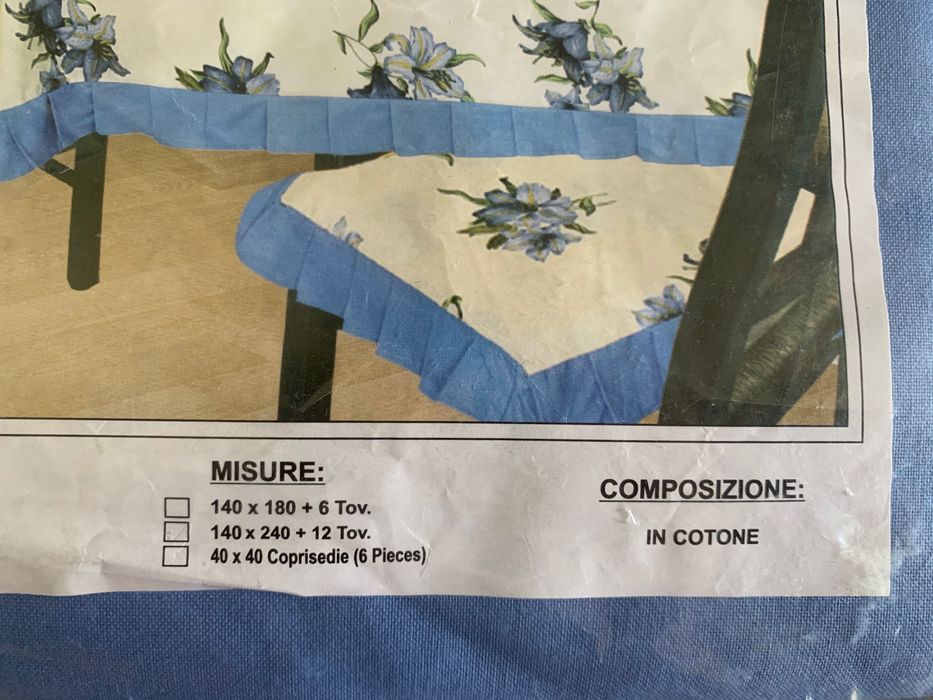 MISURE:
140 x 180 + 6 Tov.
140 x 240 + 12 Tov.
40 x 40 Coprisedie (6 Pieces)
COMPOSIZIONE:
IN COTONE